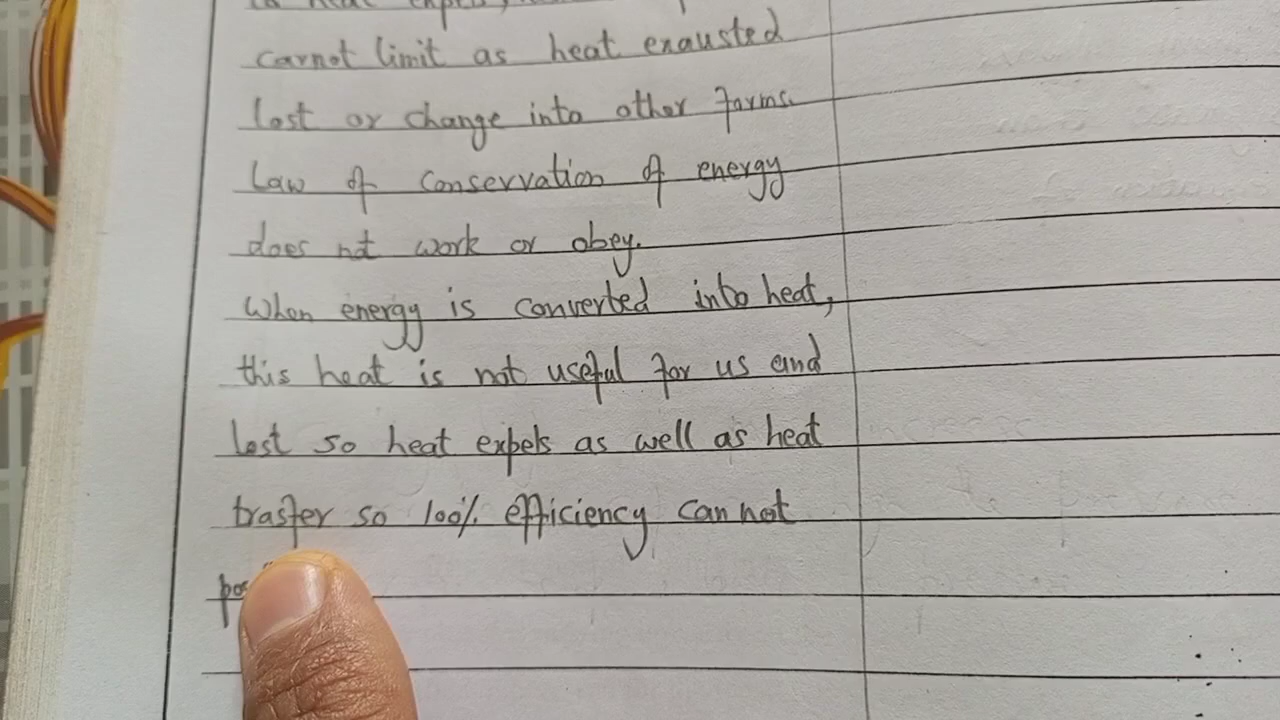 heat expels,
carnot limit as heat exausted
lost or change into other forms.
Law of conservation of energy
does not work or obey.
When energy is converted into heat,
this heat is not useful for us and
lost so heat expels as well as heat
trasfer so 100% efficiency can not